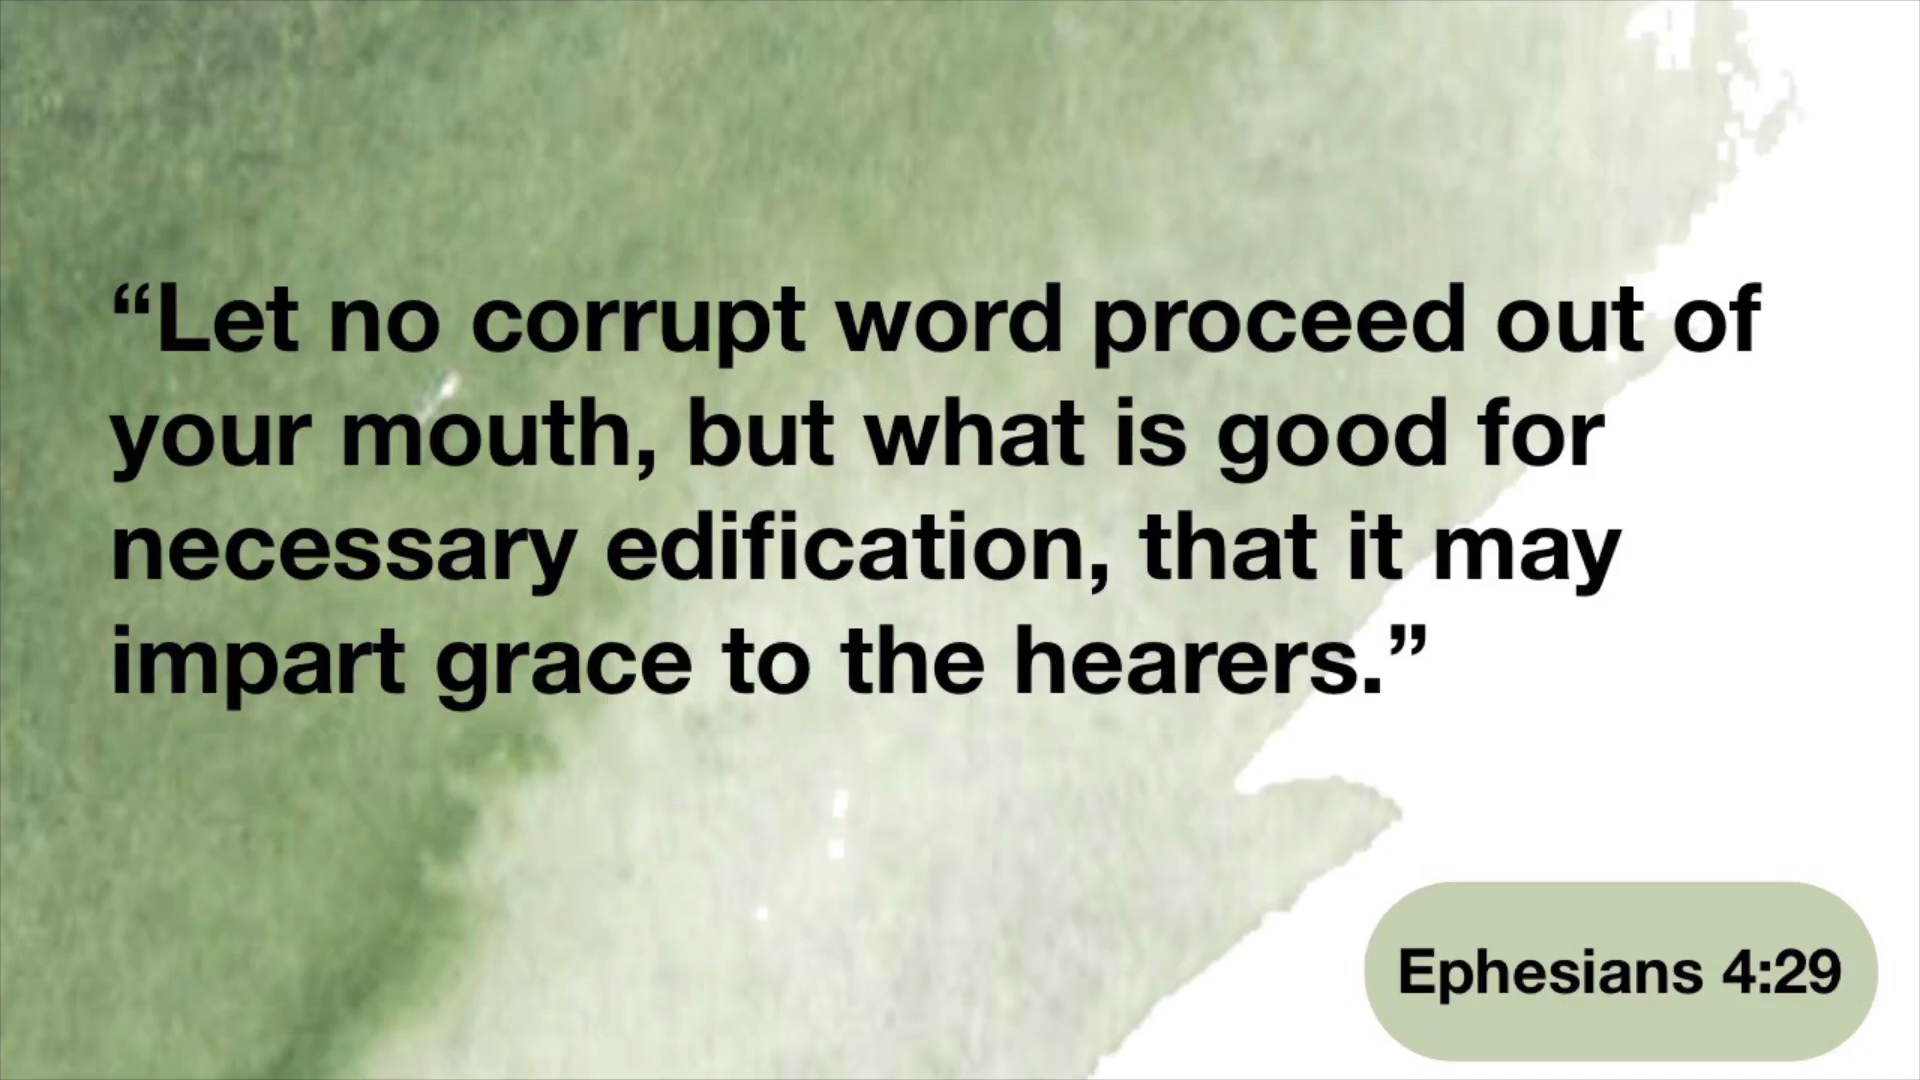 “Let no corrupt word proceed out of
your mouth, but what is good for
necessary edification, that it may
impart grace to the hearers.”
Ephesians 4:29